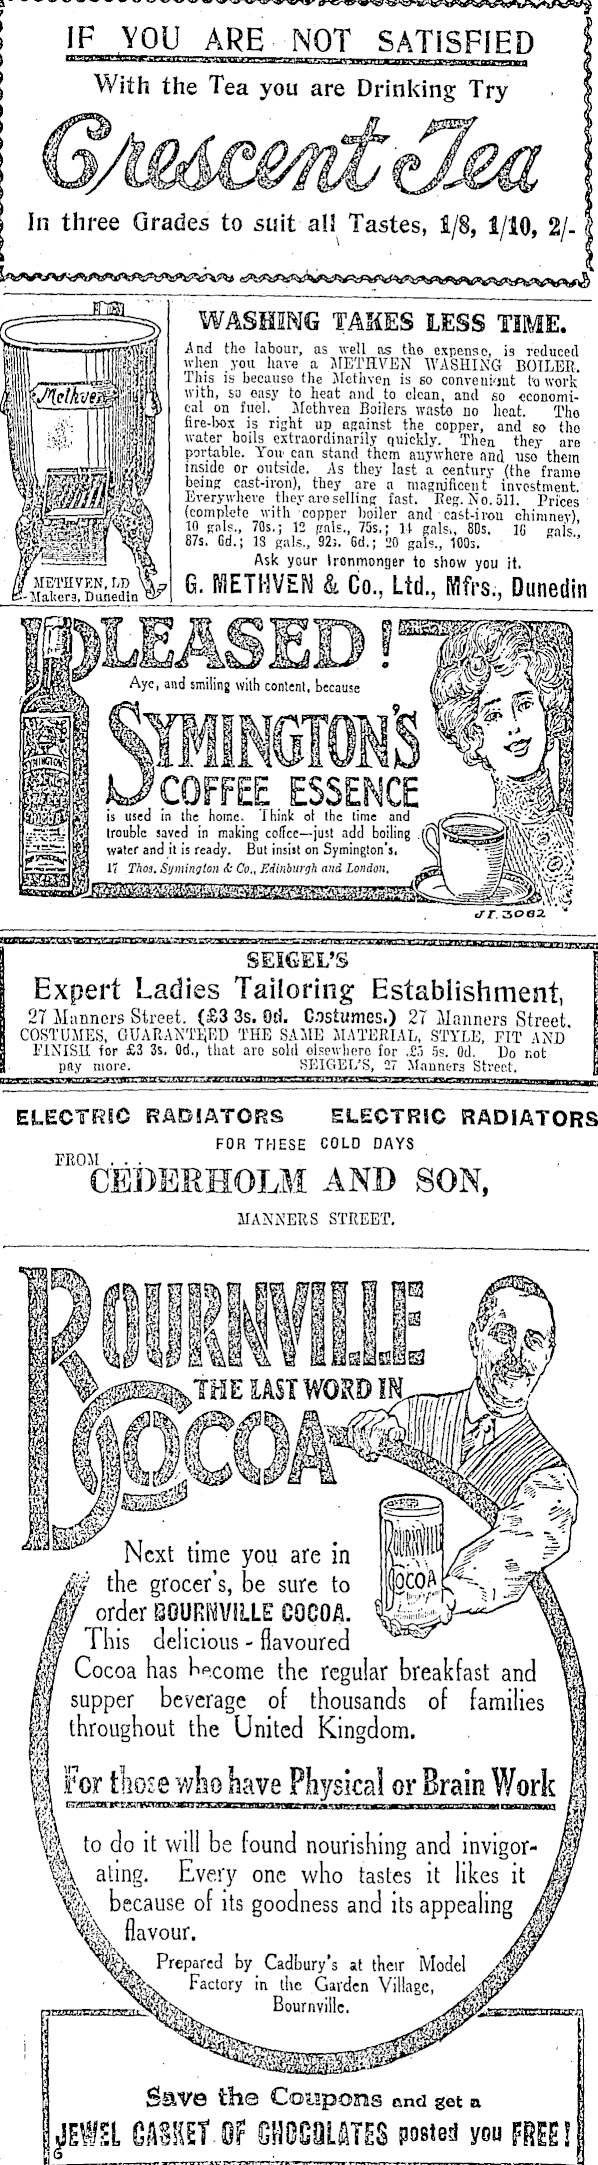 IF YOU ARE NOT SATISFIED
With the Tea you are Drinking Try
Crescent Tea
In three Grades to suit all Tastes, 1/8, 1/10, 2/-
Methven
METHVEN, LD
Makers, Dunedin
WASHING TAKES LESS TIME.
And the labour, as well as the expense, is reduced
when you have a METHVEN WASHING BOILER.
This is because the Methven is so convenient to work
with, so easy to heat and to clean, and so economi-
cal on fuel. Methven Boilers waste no heat. The
fire-box is right up against the copper, and so the
water boils extraordinarily quickly. Then they are
portable. You can stand them anywhere and use them
inside or outside. As they last a century (the frame
being cast-iron), they are a magnificent investment.
Everywhere they are selling fast. Reg. No. 511. Prices
(complete with copper boiler and cast-iron chimney),
10 gals., 70s.; 12 gals., 75s.; 14 gals., 80s. 16 gals.,
87s. 6d.; 18 gals., 92s. 6d.; 20 gals., 100s.
Ask your Ironmonger to show you it.
G. METHVEN & Co., Ltd., Mfrs., Dunedin
PLEASED!
Aye, and smiling with content, because
SYMINGTON'S
COFFEE ESSENCE
is used in the home. Think of the time and
trouble saved in making coffee—just add boiling
water and it is ready. But insist on Symington's.
17 Thos. Symington & Co., Edinburgh and London.
SYMINGTON
J.T. 3062
SEIGEL'S
Expert Ladies Tailoring Establishment,
27 Manners Street. (£3 3s. 0d. Costumes.) 27 Manners Street.
COSTUMES, GUARANTEED THE SAME MATERIAL, STYLE, FIT AND
FINISH for £3 3s. 0d., that are sold elsewhere for £5 5s. 0d. Do not
pay more. SEIGEL'S, 27 Manners Street.
ELECTRIC RADIATORS ELECTRIC RADIATORS
FOR THESE COLD DAYS
FROM . . .
CEDERHOLM AND SON,
MANNERS STREET.
BOURNVILLE
THE LAST WORD IN
COCOA
BOURNVILLE
COCOA
Next time you are in
the grocer's, be sure to
order BOURNVILLE COCOA.
This delicious-flavoured
Cocoa has become the regular breakfast and
supper beverage of thousands of families
throughout the United Kingdom.
For those who have Physical or Brain Work
to do it will be found nourishing and invigor-
ating. Every one who tastes it likes it
because of its goodness and its appealing
flavour.
Prepared by Cadbury's at their Model
Factory in the Garden Village,
Bournville.
Save the Coupons and get a
JEWEL CASKET OF CHOCOLATES posted you FREE!
G